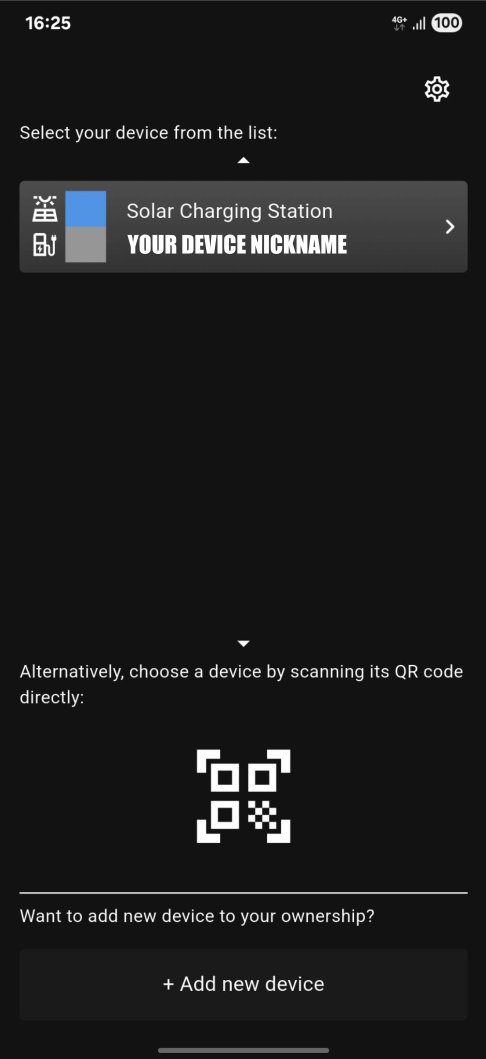 16:25
4G+
100
Select your device from the list:
Solar Charging Station
YOUR DEVICE NICKNAME
Alternatively, choose a device by scanning its QR code
directly:
Want to add new device to your ownership?
+ Add new device